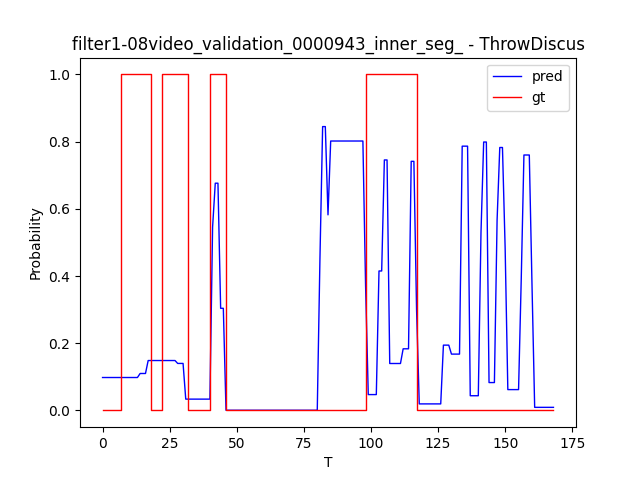 filter1-08video_validation_0000943_inner_seg_ - ThrowDiscus
pred
gt
Probability
1.0
0.8
0.6
0.4
0.2
0.0
0 25 50 75 100 125 150 175
T